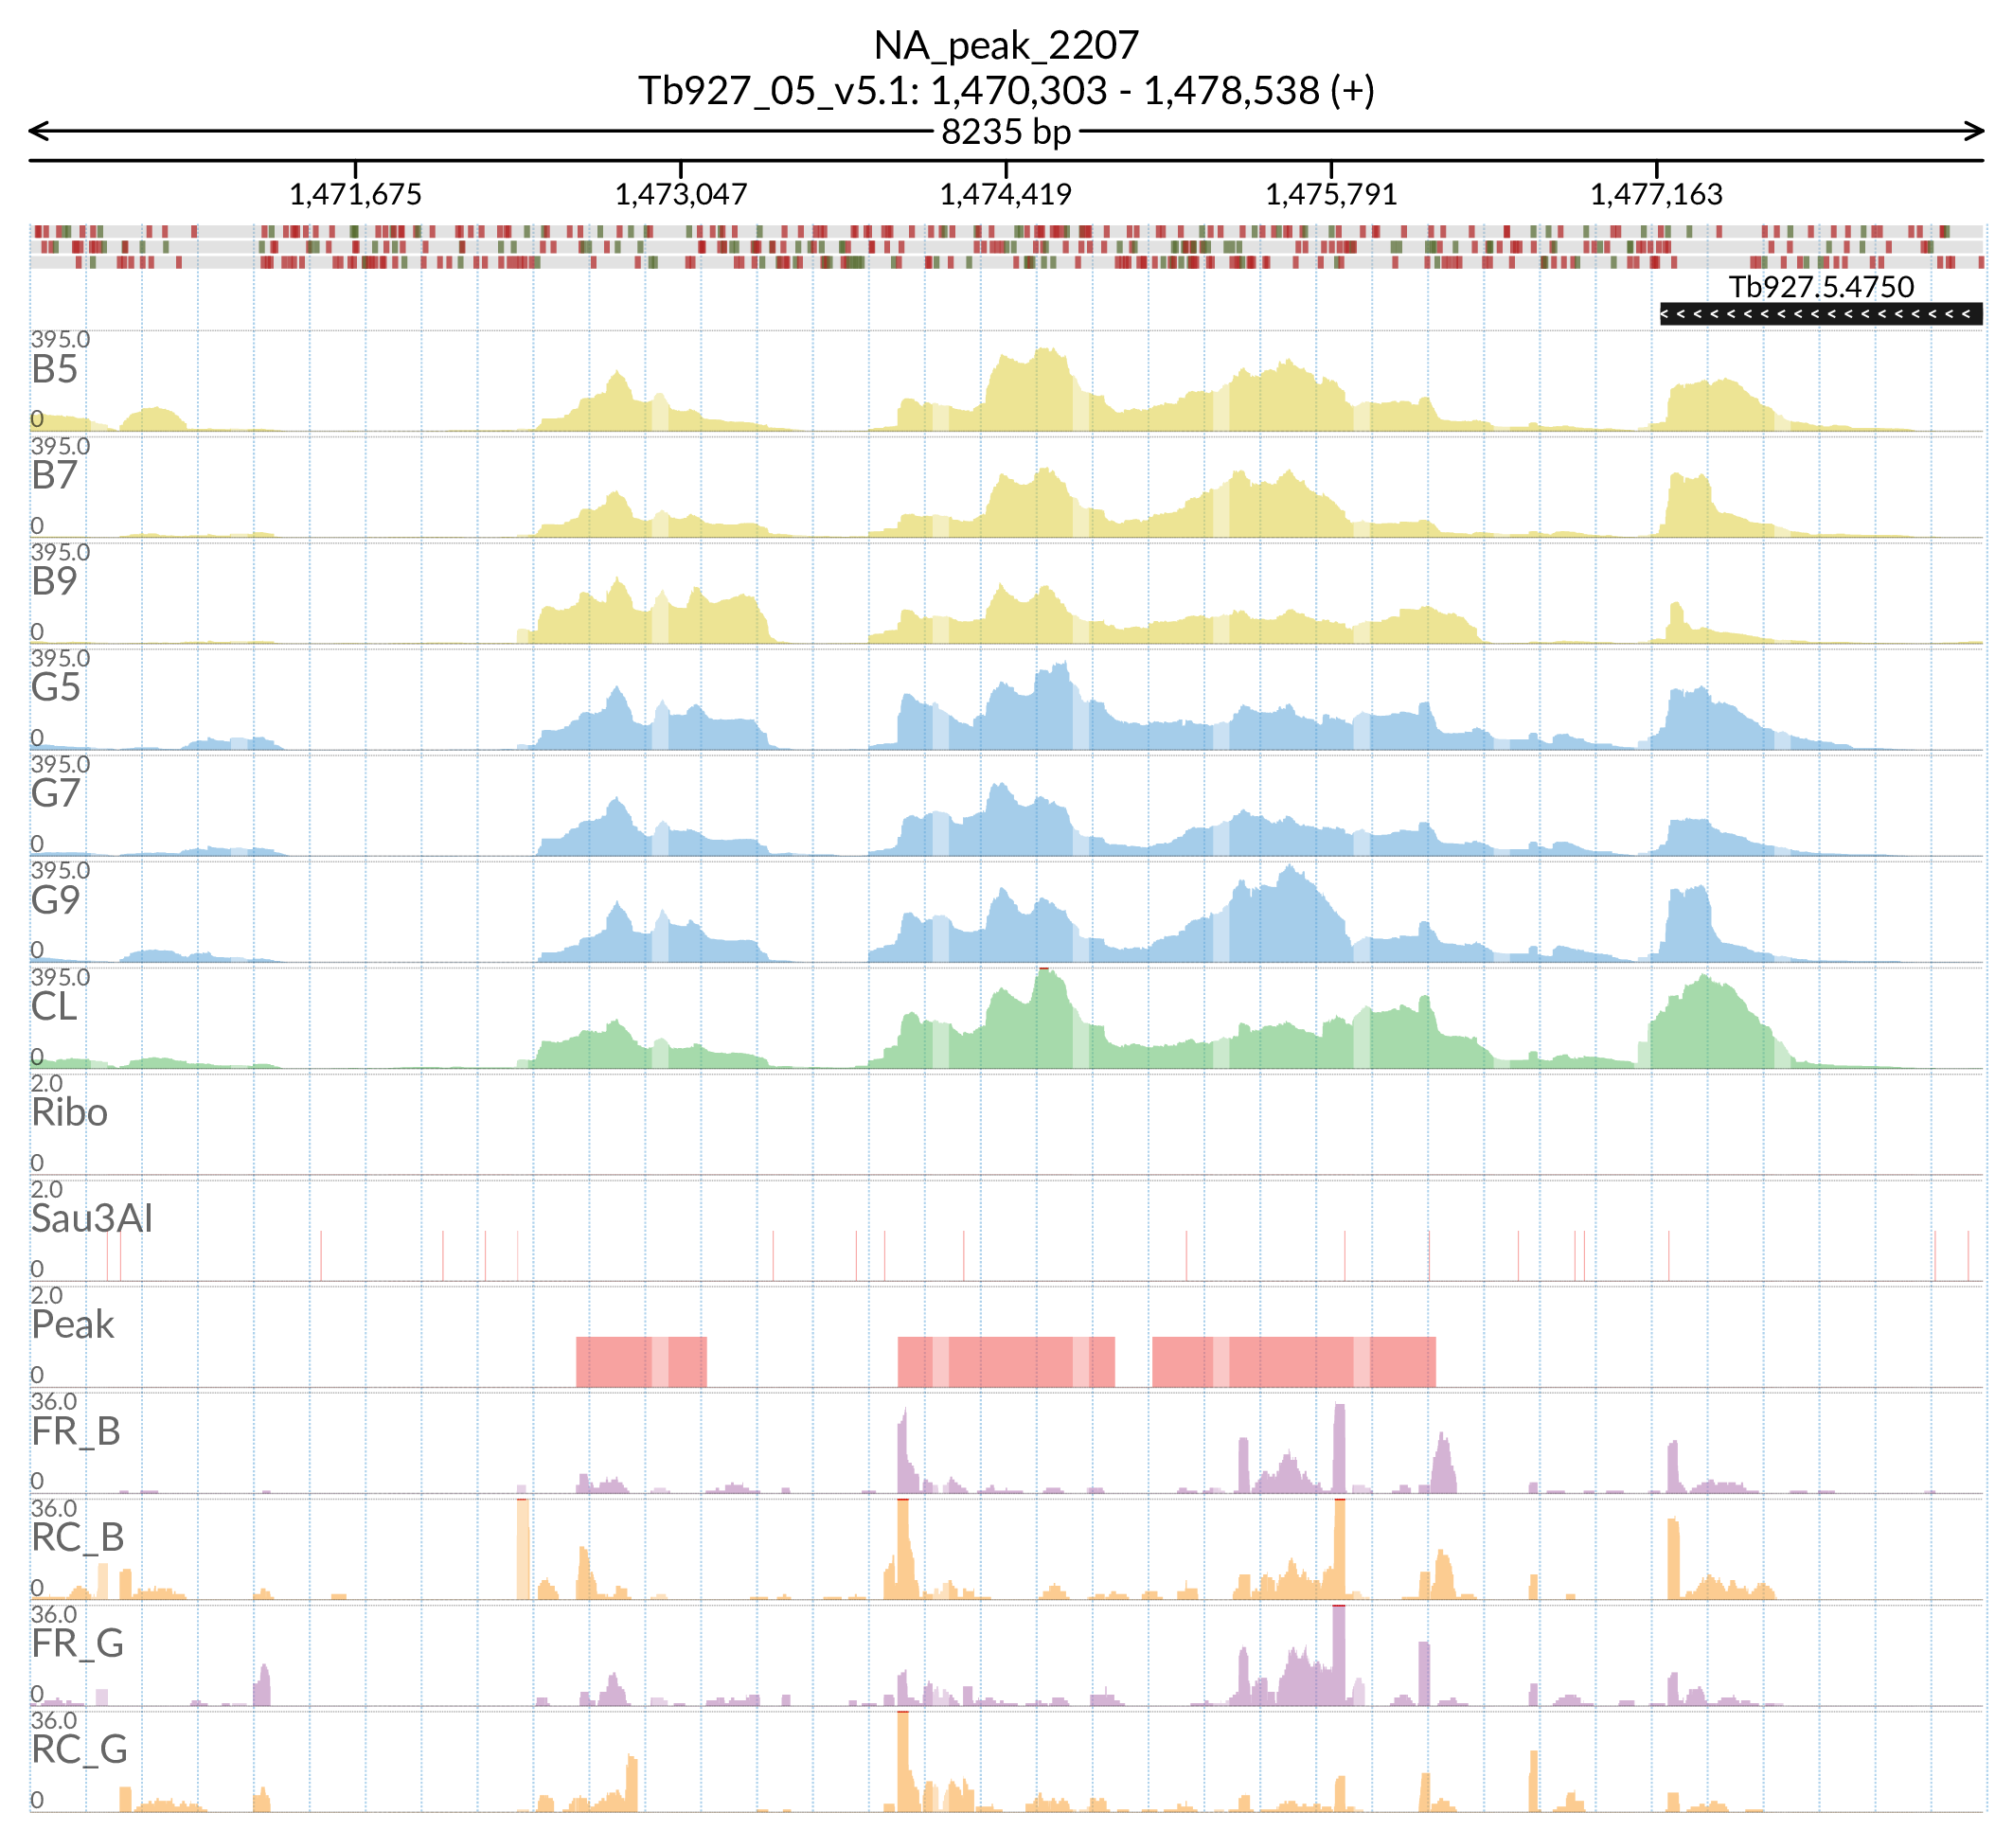 NA_peak_2207
Tb927_05_v5.1: 1,470,303 - 1,478,538 (+)
8235 bp
1,471,675 1,473,047 1,474,419 1,475,791 1,477,163
Tb927.5.4750
395.0
B5
0
395.0
B7
0
395.0
B9
0
395.0
G5
0
395.0
G7
0
395.0
G9
0
395.0
CL
0
2.0
Ribo
0
2.0
Sau3AI
0
2.0
Peak
0
36.0
FR_B
0
36.0
RC_B
0
36.0
FR_G
0
36.0
RC_G
0